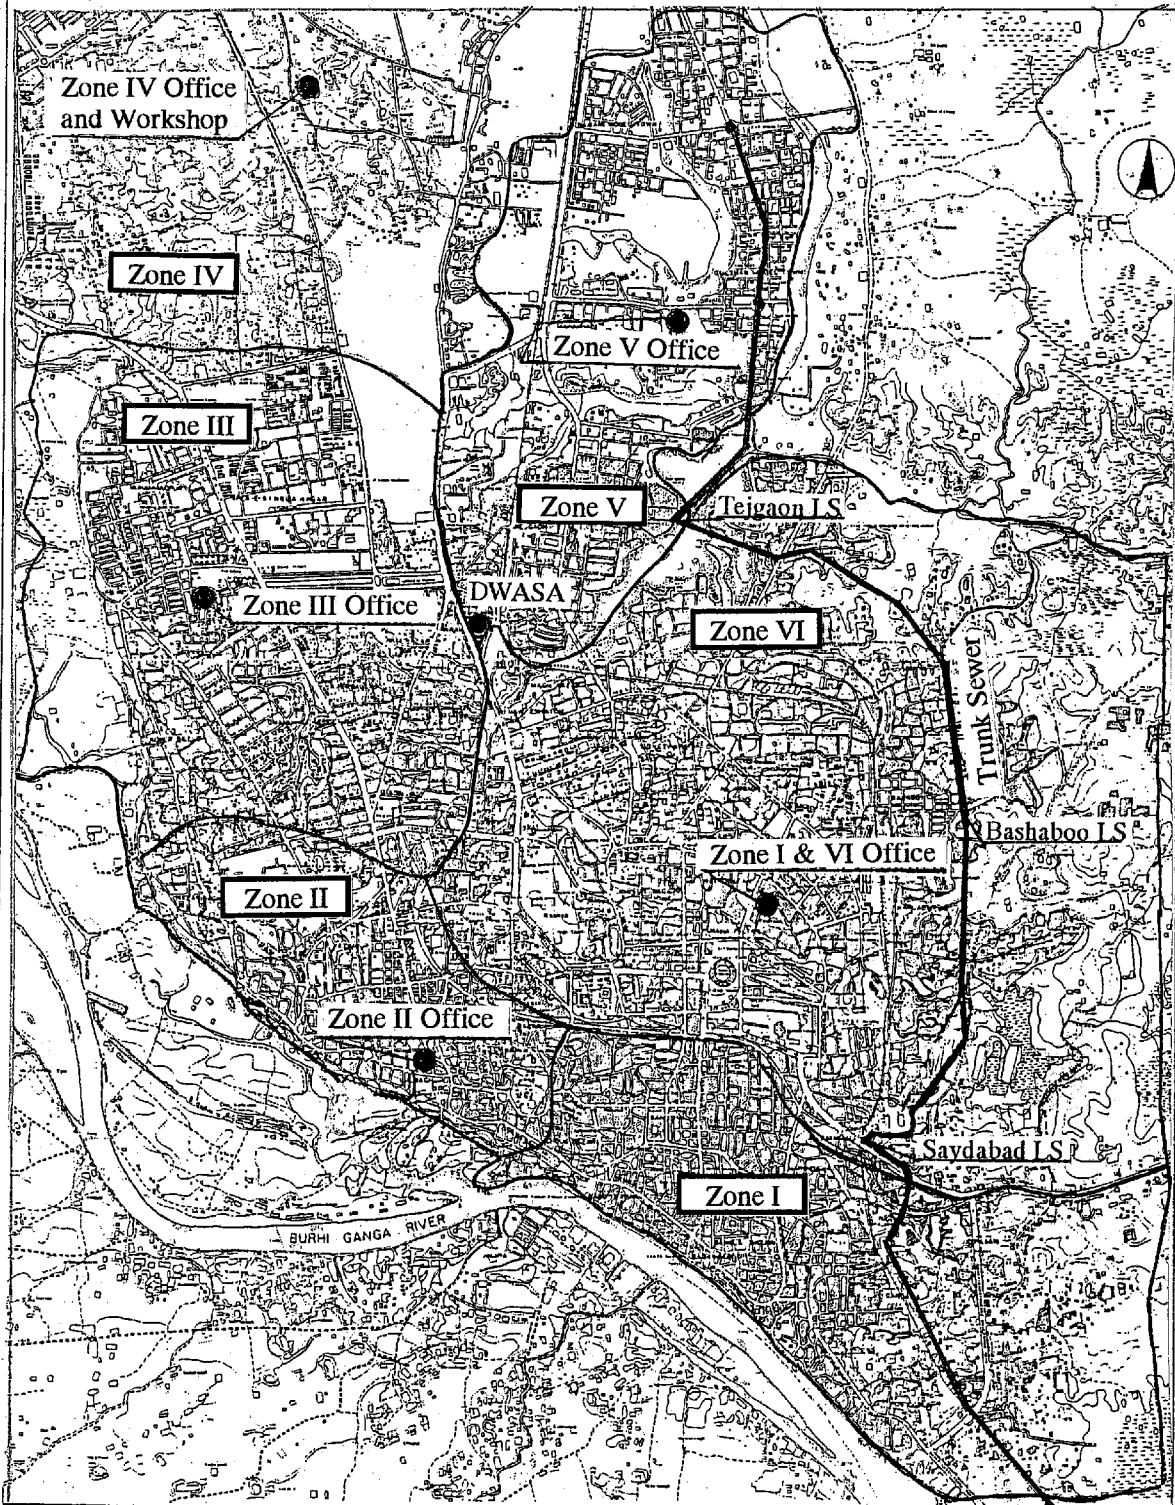 Zone IV Office
and Workshop
Zone IV
Zone V Office
Zone III
Zone V
Tejgaon LS
DWASA
Zone III Office
Zone VI
Trunk Sewer
Bashaboo LS
Zone I & VI Office
Zone II
Zone II Office
Saydabad LS
Zone I
BURHI GANGA RIVER